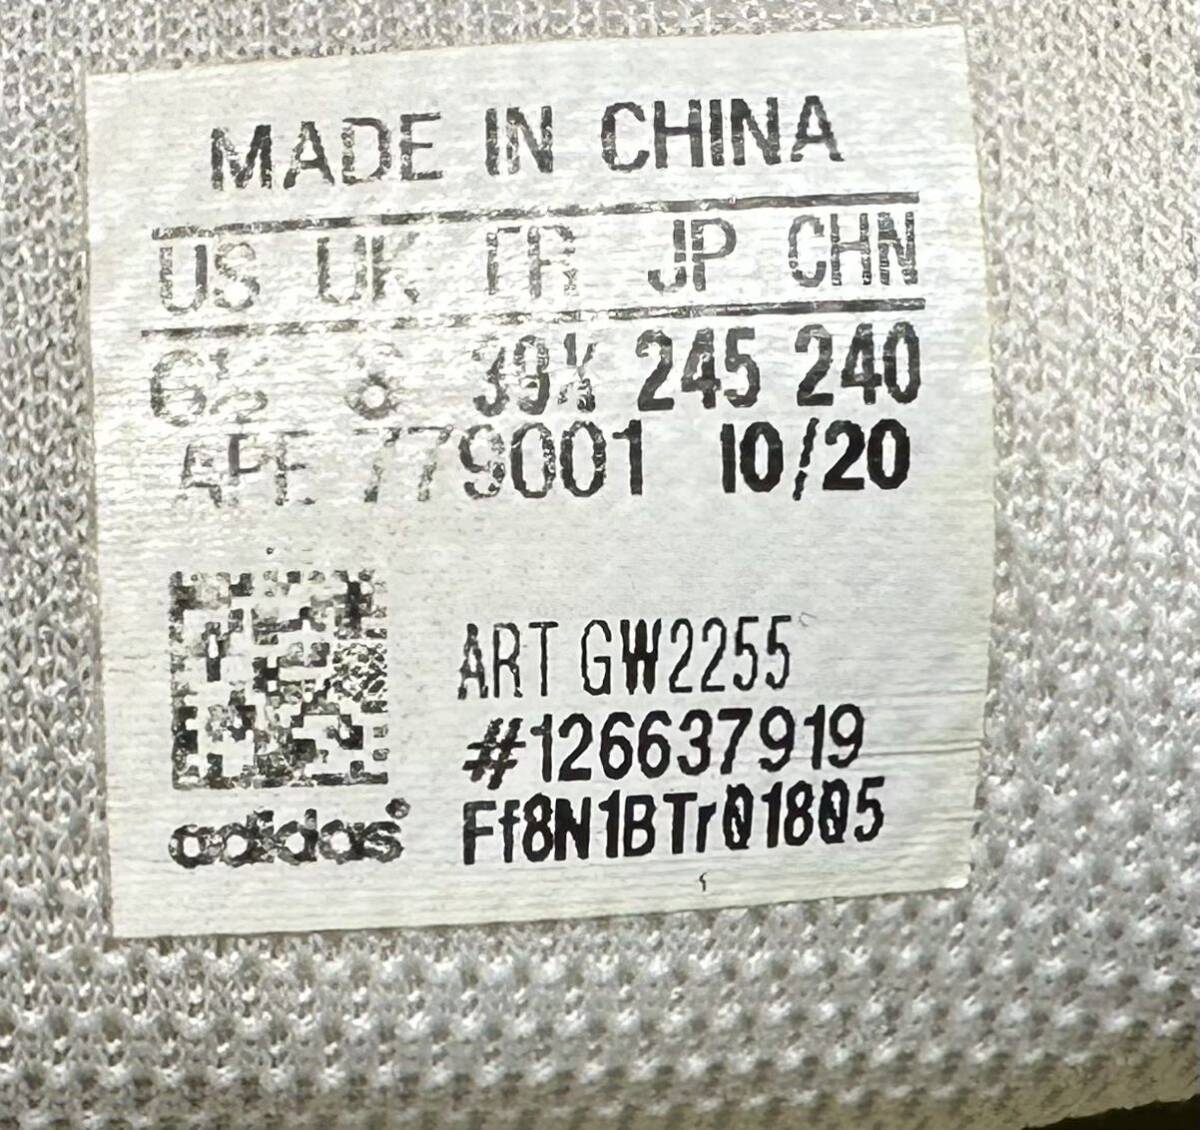 MADE IN CHINA
US UK FR JP CHN
6½ 6 39⅓ 245 240
APE 779001 10/20
ART GW2255
#126637919
adidas® Ff8N1BTr01805